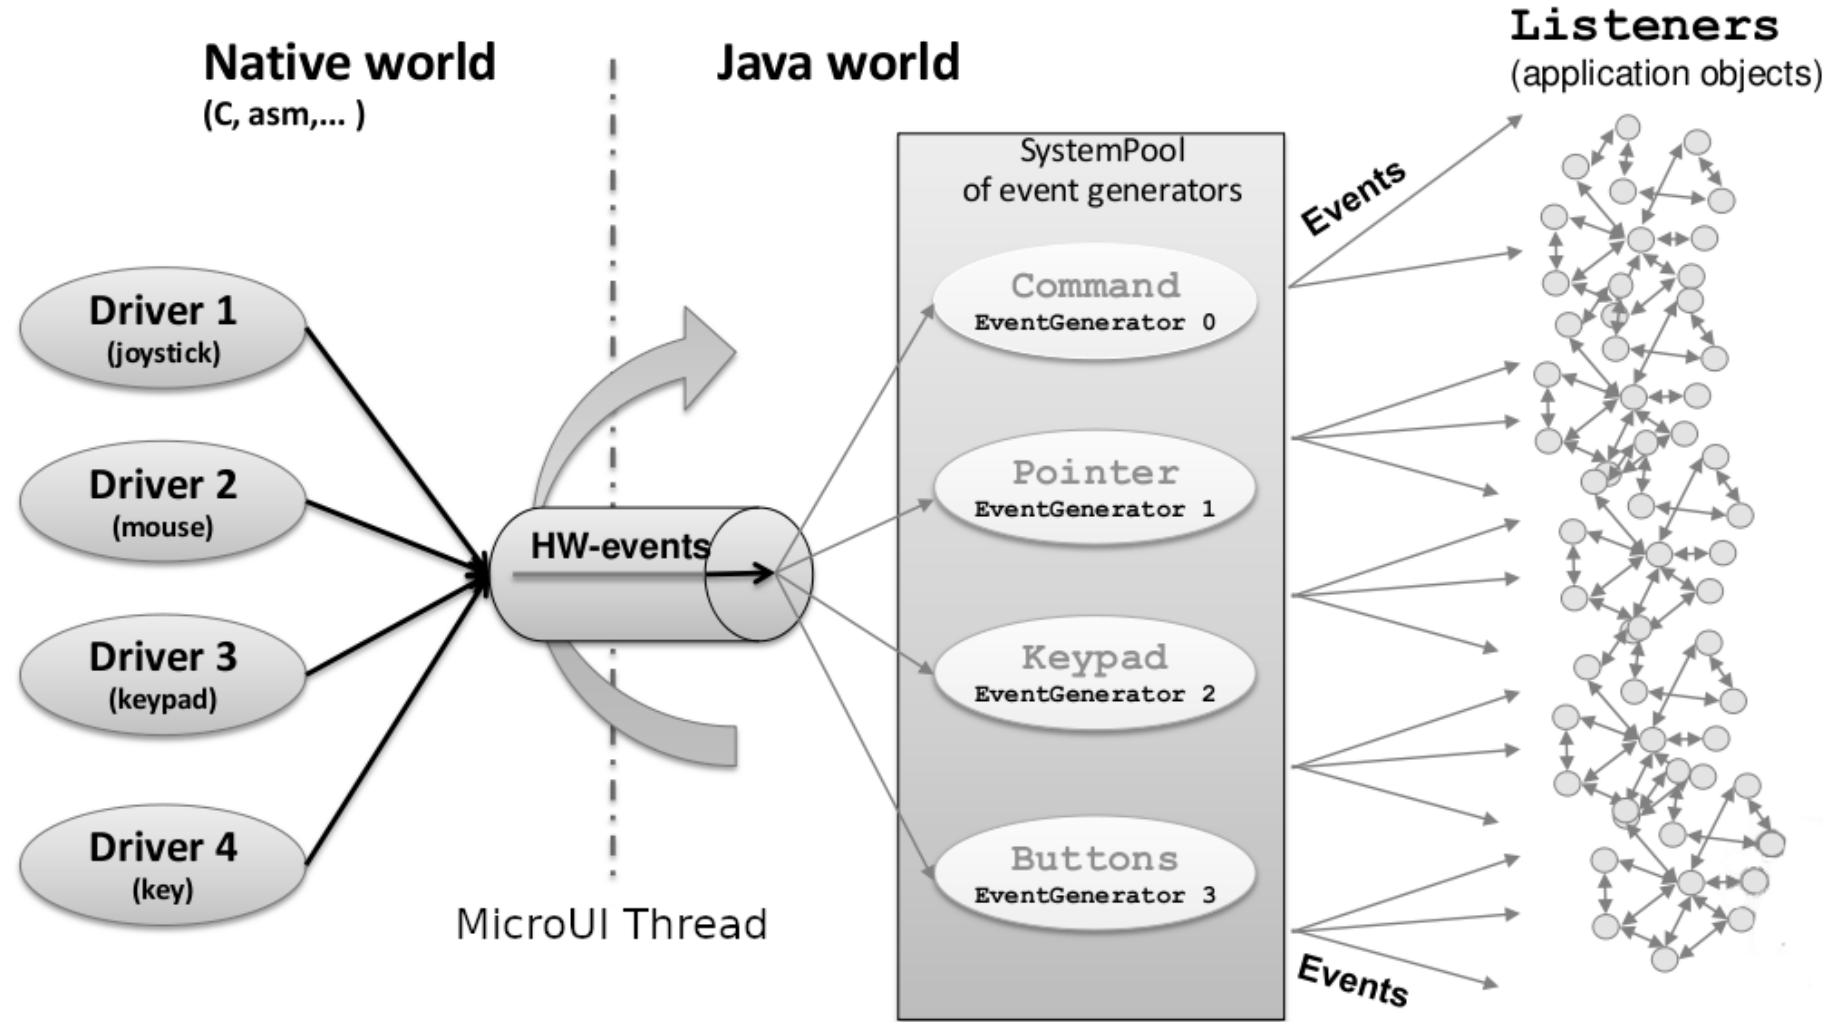 Native world
(C, asm,... )
Java world
Listeners
(application objects)
SystemPool
of event generators
Events
Driver 1
(joystick)
Driver 2
(mouse)
Driver 3
(keypad)
Driver 4
(key)
HW-events
MicroUI Thread
Command
EventGenerator 0
Pointer
EventGenerator 1
Keypad
EventGenerator 2
Buttons
EventGenerator 3
Events